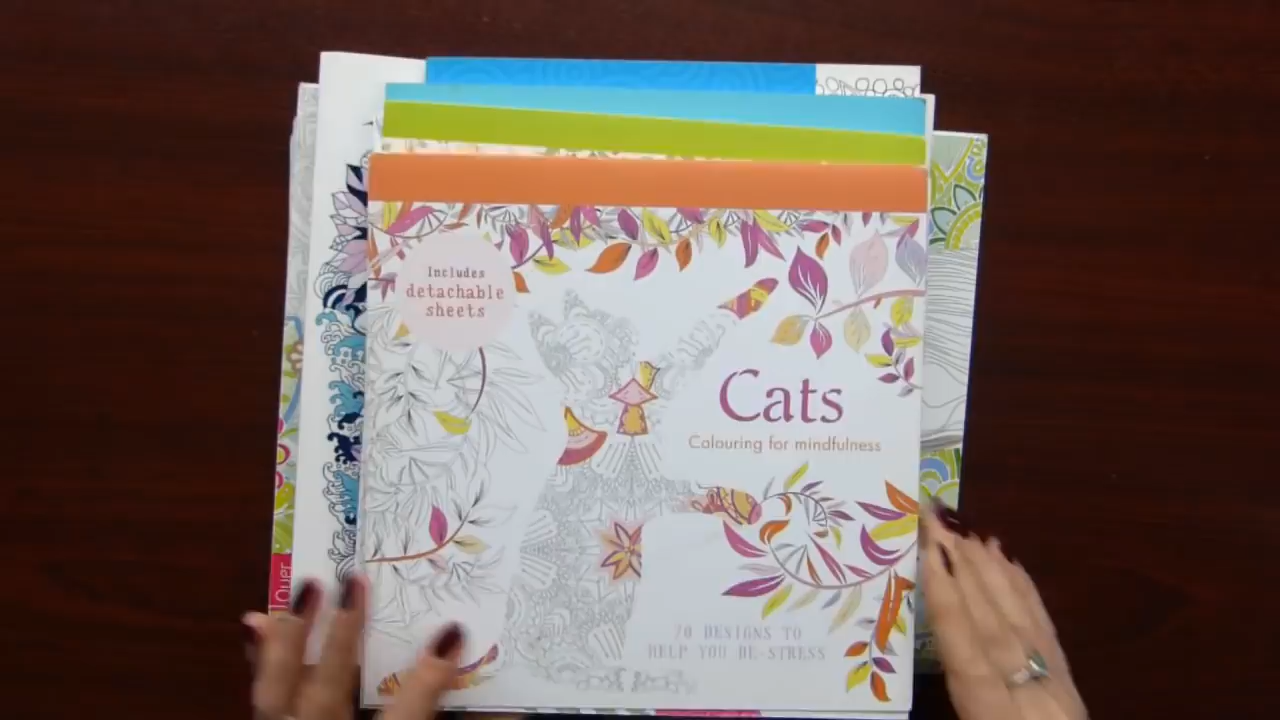 Includes
detachable
sheets
Cats
Colouring for mindfulness
70 DESIGNS TO
HELP YOU DE-STRESS